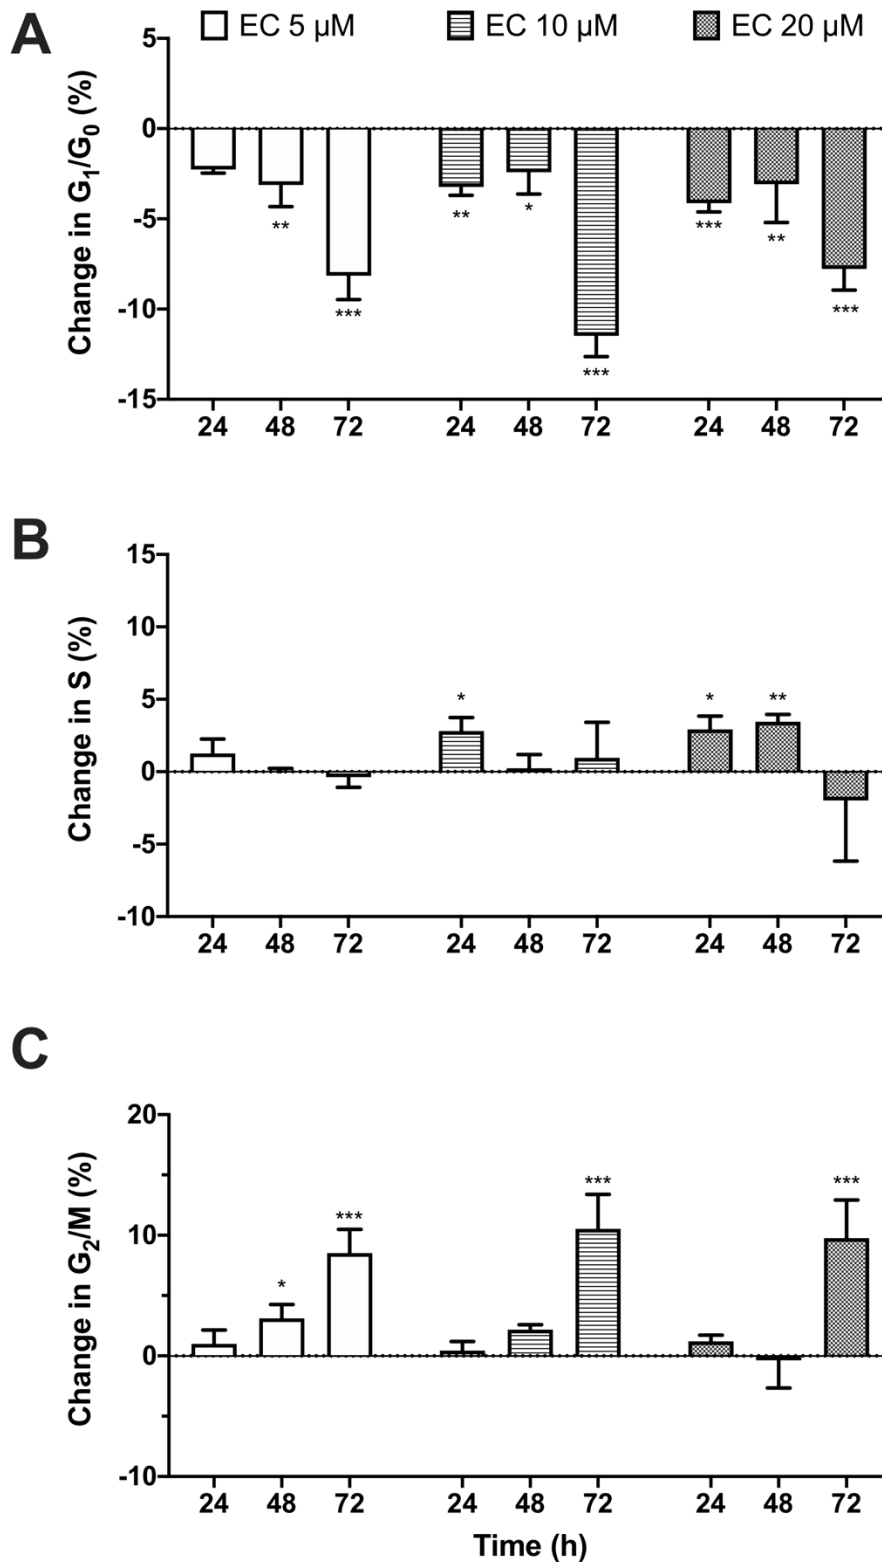 A
EC 5 µM EC 10 µM EC 20 µM
Change in G1/G0 (%)
5
0
-5
-10
-15
** *** ** * *** *** ** ***
24 48 72 24 48 72 24 48 72
B
Change in S (%)
15
10
5
0
-5
-10
* * **
24 48 72 24 48 72 24 48 72
C
Change in G2/M (%)
20
10
0
-10
* *** *** ***
24 48 72 24 48 72 24 48 72
Time (h)